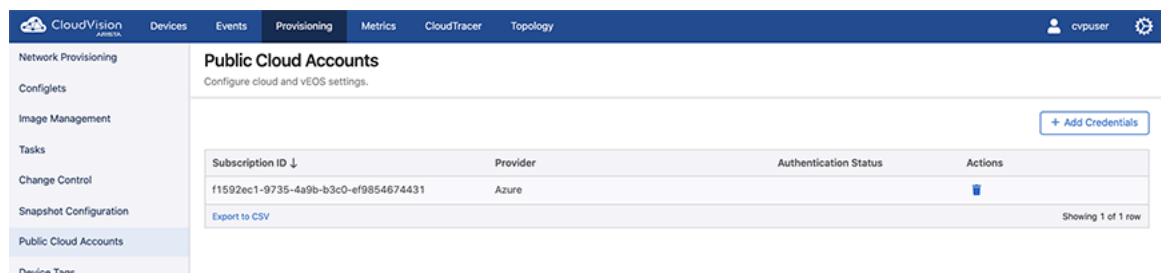 CloudVision Devices Events Provisioning Metrics CloudTracer Topology cvpuser
ARISTA
Network Provisioning
Configlets
Image Management
Tasks
Change Control
Snapshot Configuration
Public Cloud Accounts
Device Tags
Public Cloud Accounts
Configure cloud and vEOS settings.
+ Add Credentials
Subscription ID ↓ Provider Authentication Status Actions
f1592ec1-9735-4a9b-b3c0-ef9854674431 Azure
Export to CSV Showing 1 of 1 row